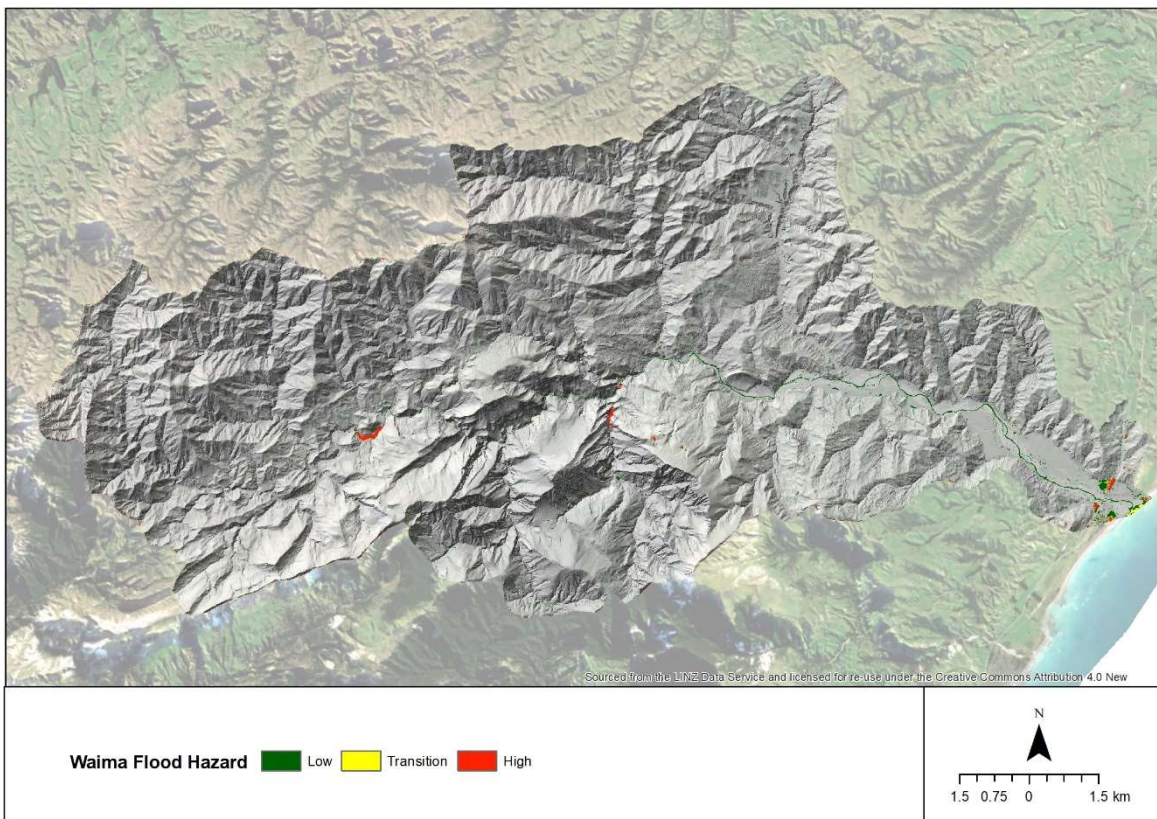 Sourced from the LINZ Data Service and licensed for re-use under the Creative Commons Attribution 4.0 New
Waima Flood Hazard Low Transition High
N
1.5 0.75 0 1.5 km